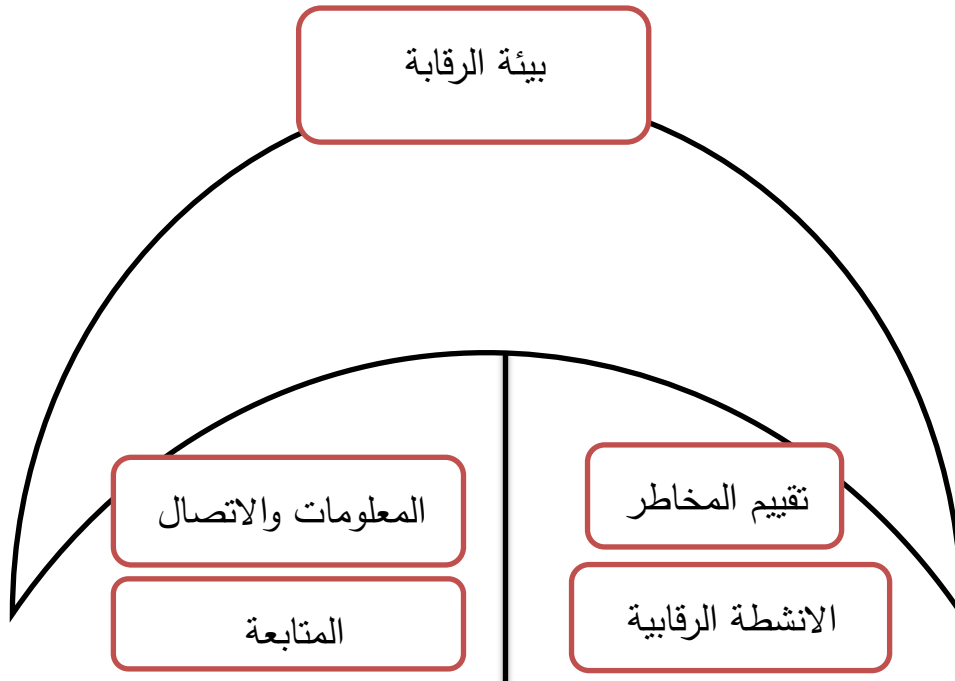 بيئة الرقابة
تقييم المخاطر
المعلومات والاتصال
الانشطة الرقابية
المتابعة